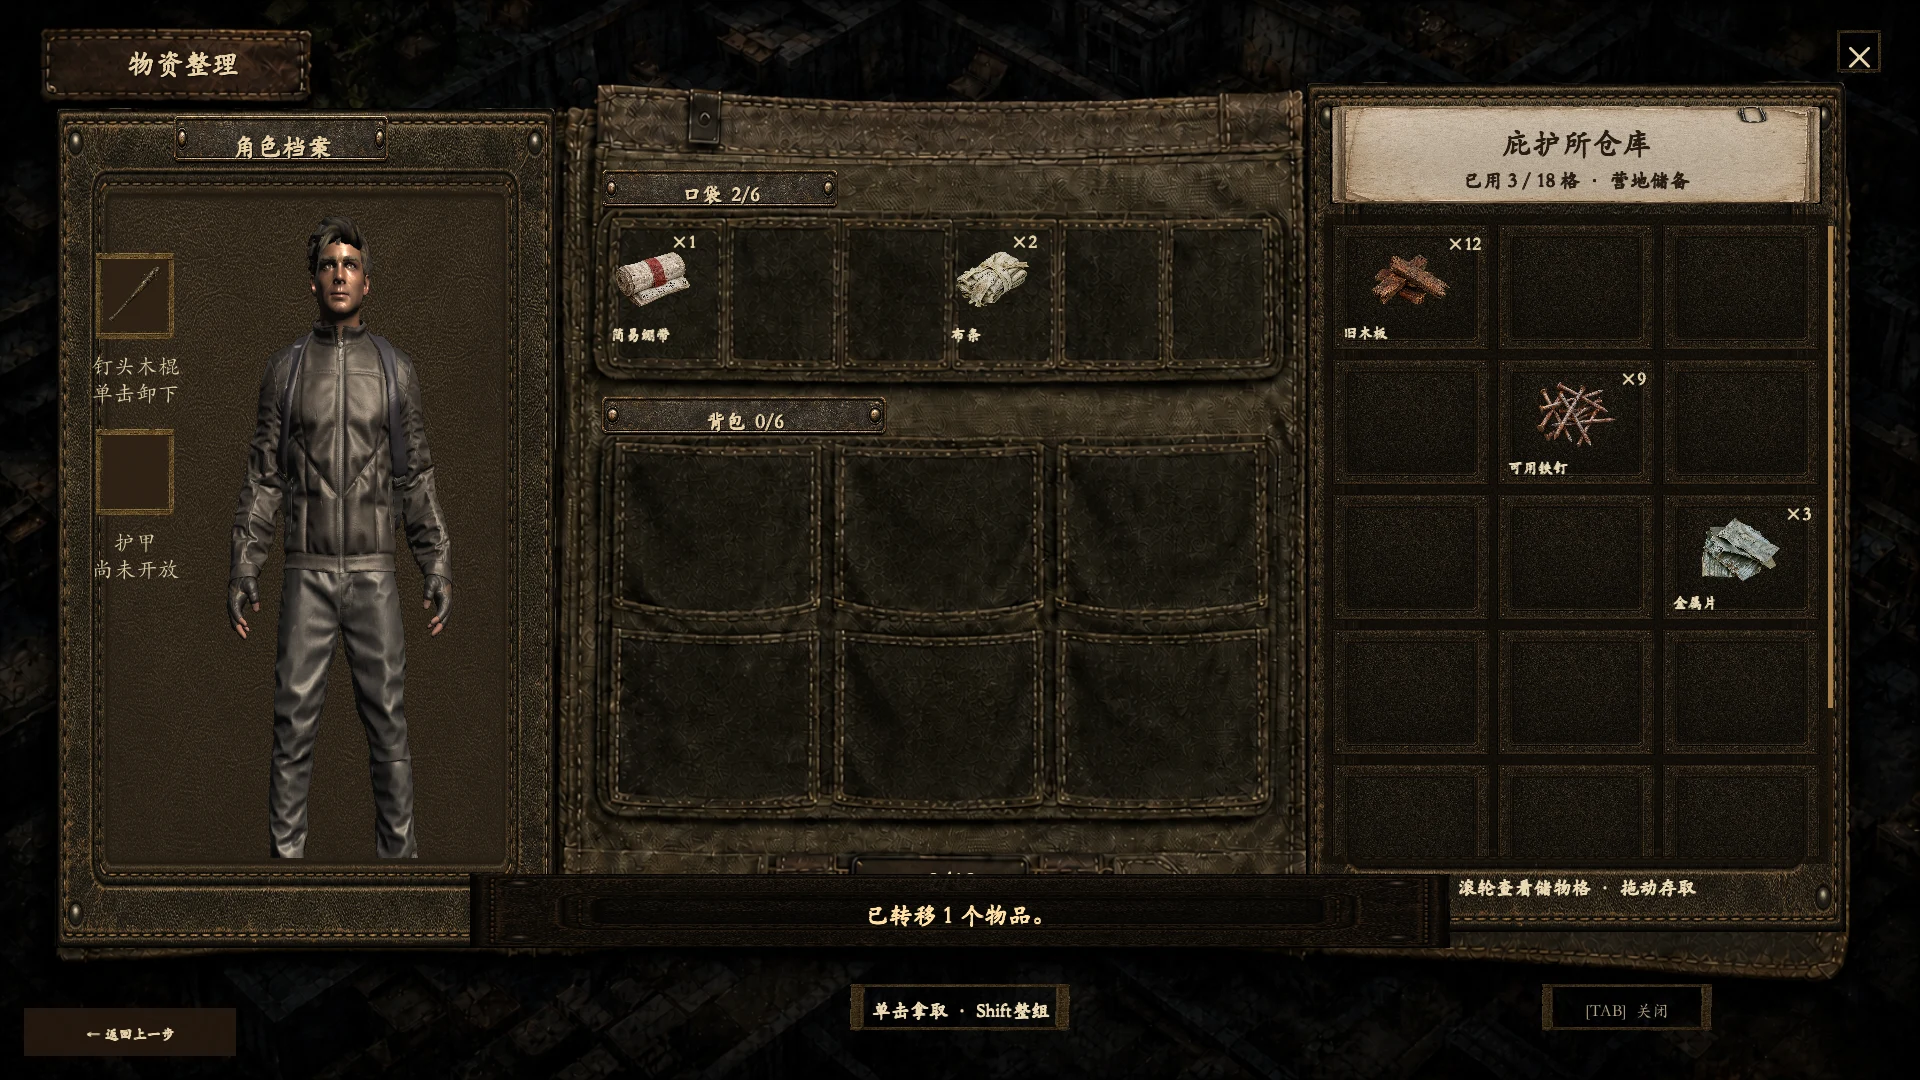 物资整理
角色档案
钉头木棍
单击卸下
护甲
尚未开放
口袋 2/6
×1
简易绷带
×2
布条
背包 0/6
庇护所仓库
已用 3 / 18 格 · 营地储备
×12
旧木板
×9
可用铁钉
×3
金属片
滚轮查看储物格 · 拖动存取
已转移 1 个物品。
单击拿取 · Shift整组
[TAB] 关闭
← 返回上一步